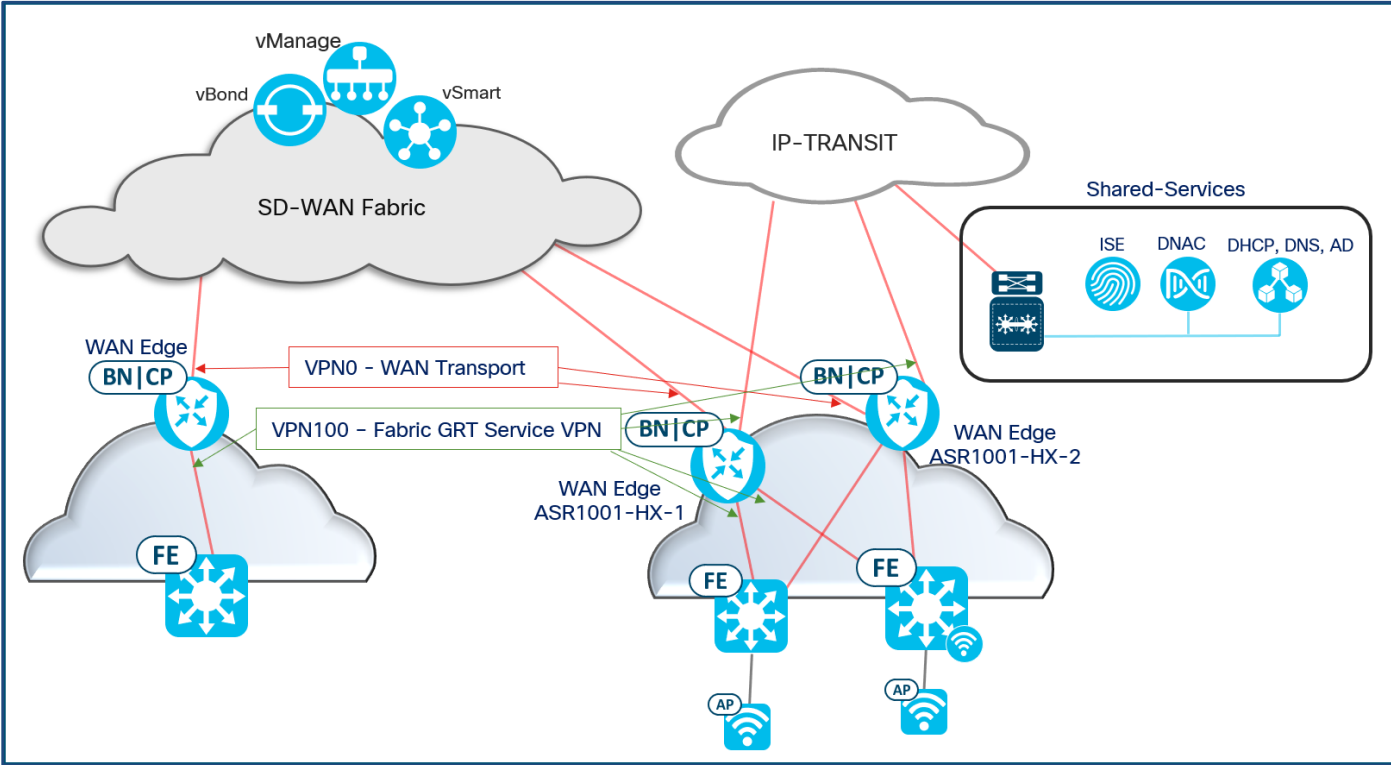 vManage
vBond
vSmart
SD-WAN Fabric
IP-TRANSIT
Shared-Services
ISE
DNAC
DHCP, DNS, AD
WAN Edge
BN|CP
VPN0 - WAN Transport
BN|CP
VPN100 - Fabric GRT Service VPN
BN|CP
WAN Edge
ASR1001-HX-2
WAN Edge
ASR1001-HX-1
FE
FE
FE
AP
AP